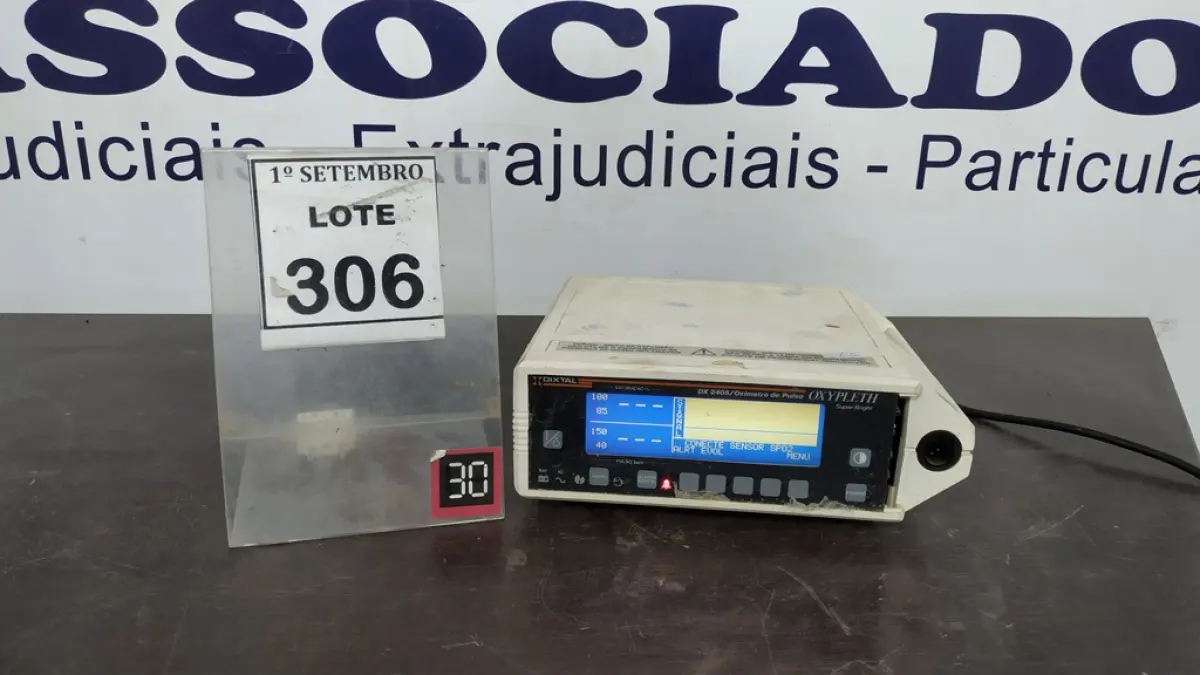 ASSOCIADO
udiciais - Extrajudiciais - Particula
1º SETEMBRO
LOTE
306
30
DIXTAL
DX 2405/Oxímetro de Pulso OXYPLETH
Super Bright
100
85
150
40
SIGNAL
CONECTE SENSOR SPO2
ALRT EVOL
MENU